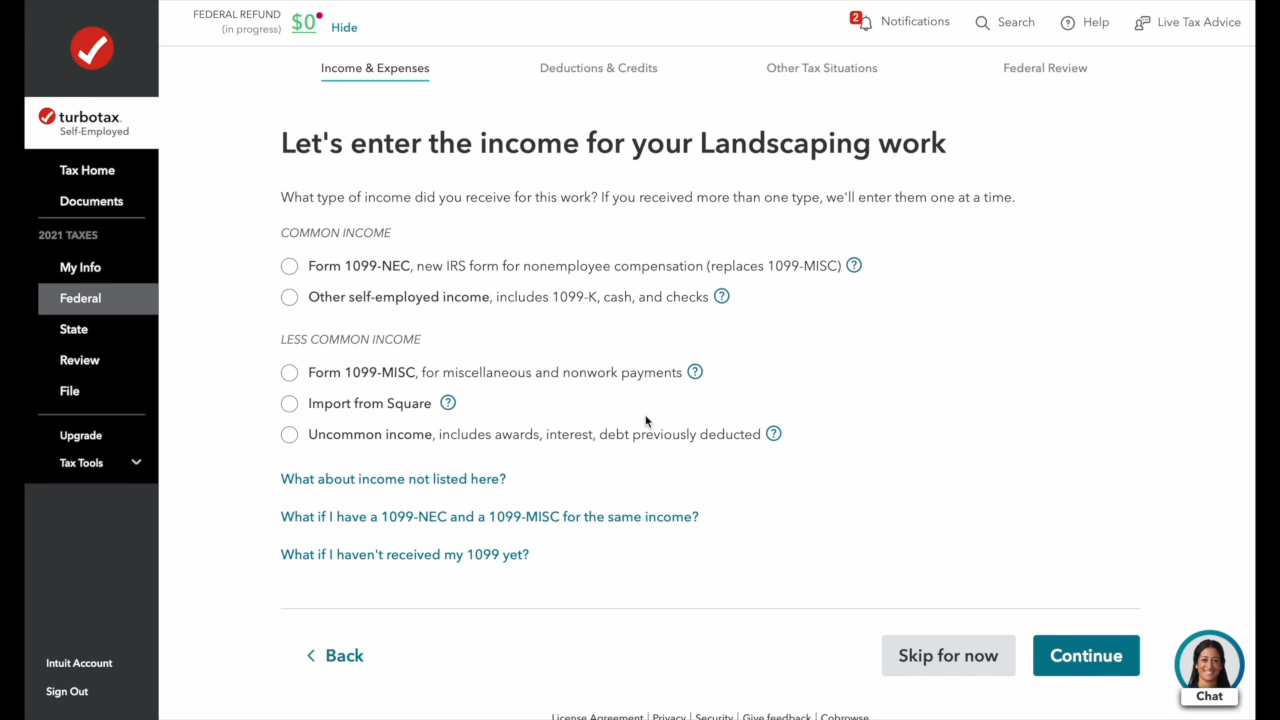 FEDERAL REFUND
(in progress)
$0
Hide
2
Notifications
Search
Help
Live Tax Advice
turbotax.
Self-Employed
Tax Home
Documents
2021 TAXES
My Info
Federal
State
Review
File
Upgrade
Tax Tools
Intuit Account
Sign Out
Income & Expenses
Deductions & Credits
Other Tax Situations
Federal Review
Let's enter the income for your Landscaping work
What type of income did you receive for this work? If you received more than one type, we'll enter them one at a time.
COMMON INCOME
Form 1099-NEC, new IRS form for nonemployee compensation (replaces 1099-MISC) ?
Other self-employed income, includes 1099-K, cash, and checks ?
LESS COMMON INCOME
Form 1099-MISC, for miscellaneous and nonwork payments ?
Import from Square ?
Uncommon income, includes awards, interest, debt previously deducted ?
What about income not listed here?
What if I have a 1099-NEC and a 1099-MISC for the same income?
What if I haven't received my 1099 yet?
Back
Skip for now
Continue
Chat
License Agreement | Privacy | Security | Give feedback | Cobrowse